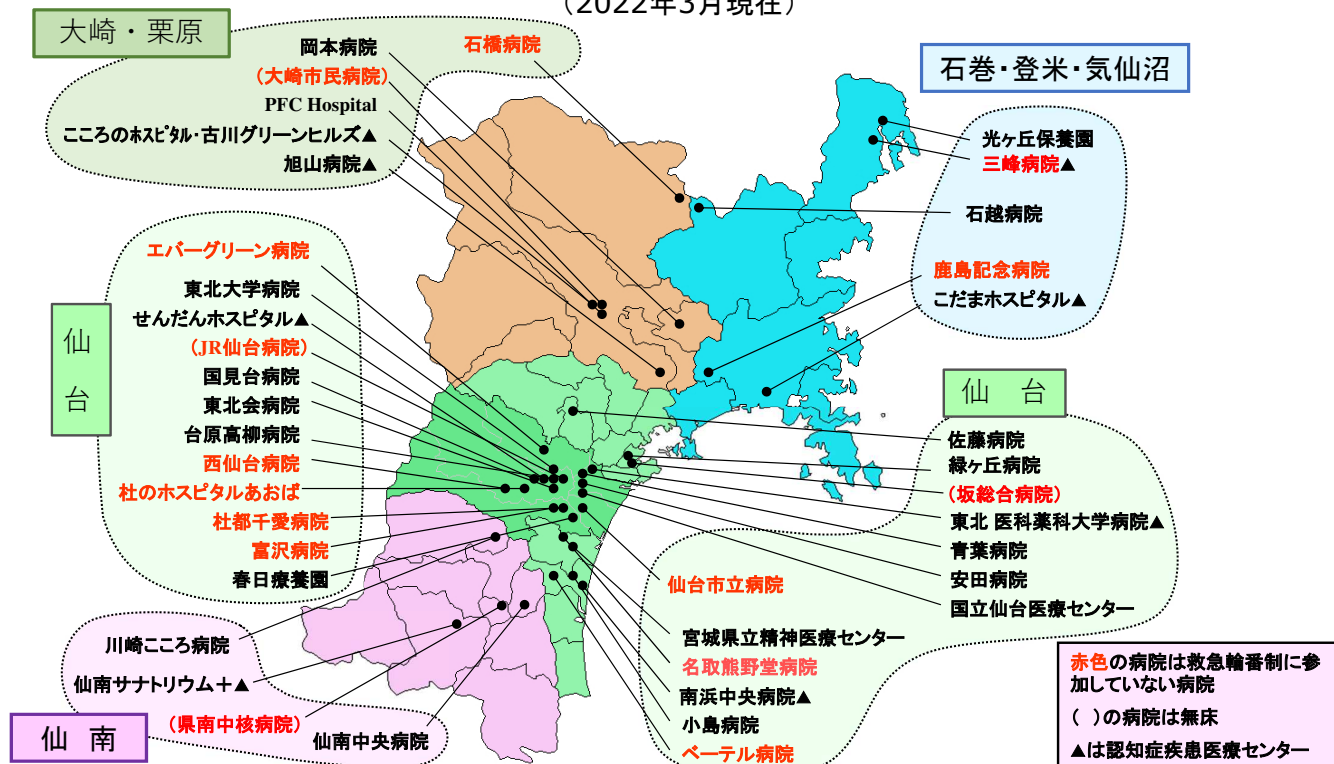 （2022年3月現在）
大崎・栗原
岡本病院
石橋病院
（大崎市民病院）
PFC Hospital
こころのホスピタル・古川グリーンヒルズ▲
旭山病院▲
石巻・登米・気仙沼
光ヶ丘保養園
三峰病院▲
石越病院
鹿島記念病院
こだまホスピタル▲
仙台
エバーグリーン病院
東北大学病院
せんだんホスピタル▲
（JR仙台病院）
国見台病院
東北会病院
台原高柳病院
西仙台病院
杜のホスピタルあおば
杜都千愛病院
富沢病院
春日療養園
仙　台
佐藤病院
緑ヶ丘病院
（坂総合病院）
東北 医科薬科大学病院▲
青葉病院
安田病院
国立仙台医療センター
仙台市立病院
宮城県立精神医療センター
名取熊野堂病院
南浜中央病院▲
小島病院
ベーテル病院
川崎こころ病院
仙南サナトリウム＋▲
（県南中核病院）
仙南中央病院
仙 南
赤色の病院は救急輪番制に参
加していない病院
（ ）の病院は無床
▲は認知症疾患医療センター